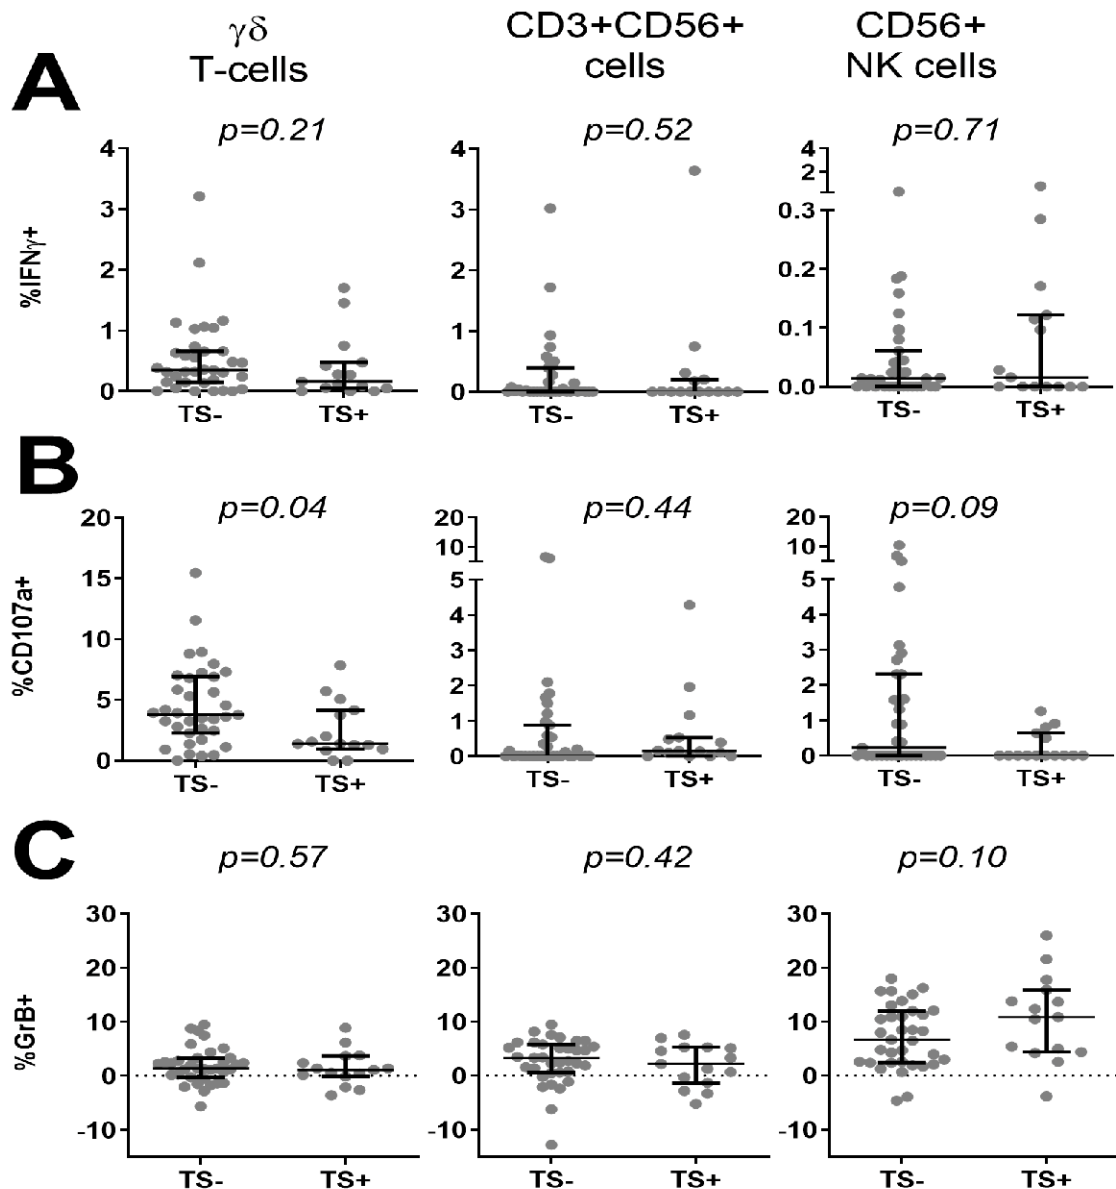 γδ
T-cells
CD3+CD56+
cells
CD56+
NK cells
A
p=0.21
p=0.52
p=0.71
%IFNγ+
4
3
2
1
0
TS-
TS+
4
3
2
1
0
TS-
TS+
4
2
0.3
0.2
0.1
0.0
TS-
TS+
B
p=0.04
p=0.44
p=0.09
%CD107a+
20
15
10
5
0
TS-
TS+
20
10
5
4
3
2
1
0
TS-
TS+
20
10
5
4
3
2
1
0
TS-
TS+
C
p=0.57
p=0.42
p=0.10
%GrB+
30
20
10
0
-10
TS-
TS+
30
20
10
0
-10
TS-
TS+
30
20
10
0
-10
TS-
TS+